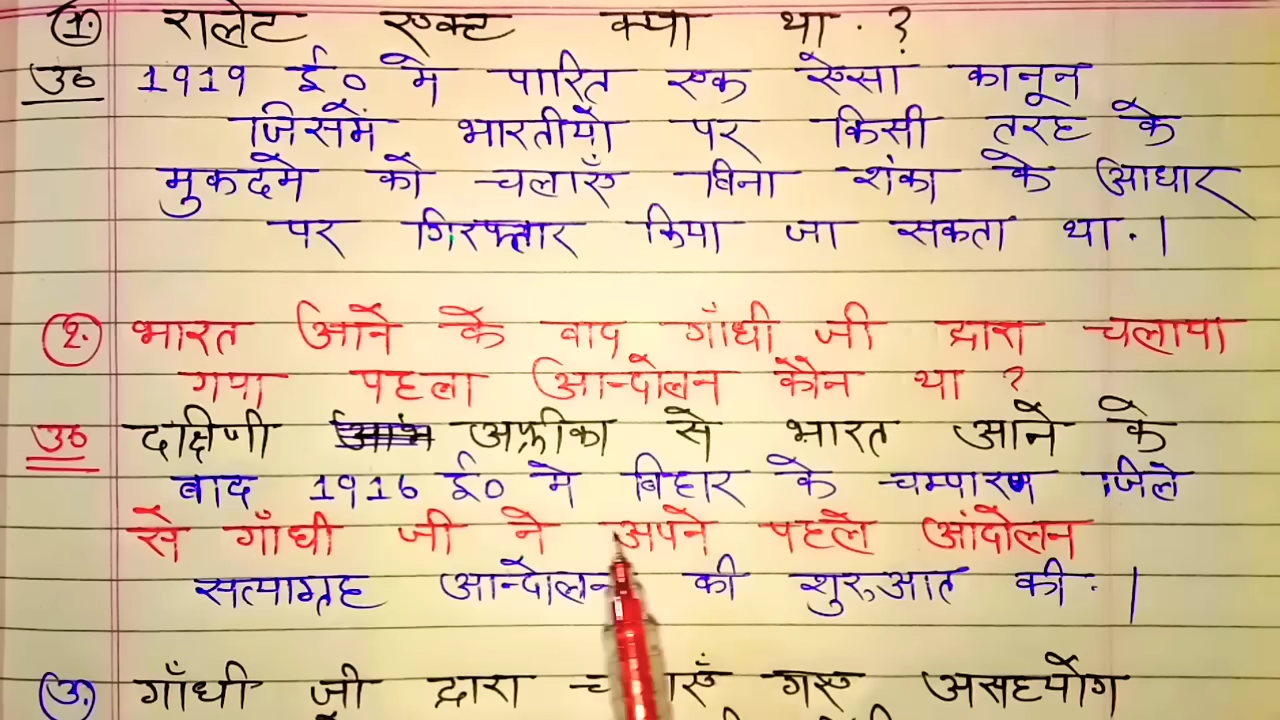 1. रालेट एक्ट क्या था.?
उ० 1919 ई० मे पारित एक ऐसा कानून
जिसमें भारतीयों पर किसी तरह के
मुकदमे को चलाएँ बिना शंका के आधार
पर गिरफ्तार किया जा सकता था.।
2. भारत आने के बाद गाँधी जी द्वारा चलाया
गया पहला आन्दोलन कौन था ?
उ० दक्षिणी अफ्रीका से भारत आने के
बाद 1916 ई० मे बिहार के चम्पारण जिले
से गाँधी जी ने अपने पहले आंदोलन
सत्याग्रह आन्दोलन की शुरुआत की.।
3. गाँधी जी द्वारा गए असहयोग